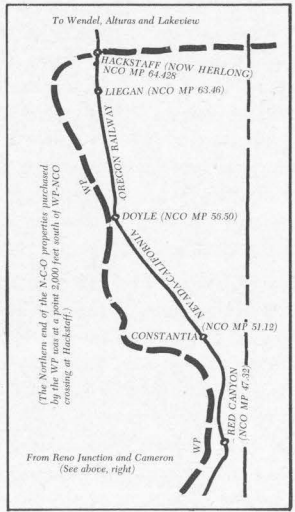 To Wendel, Alturas and Lakeview
HACKSTAFF (NOW HERLONG)
NCO MP 64.428
LIEGAN (NCO MP 63.46)
OREGON RAILWAY
WP
DOYLE (NCO MP 56.50)
NEVADA-CALIFORNIA
(The Northern end of the N-C-O properties purchased
by the WP was at a point 2,000 feet south of WP-NCO
crossing at Hackstaff.)
(NCO MP 51.12)
CONSTANTIA
RED CANYON
(NCO MP 47.32)
WP
From Reno Junction and Cameron
(See above, right)